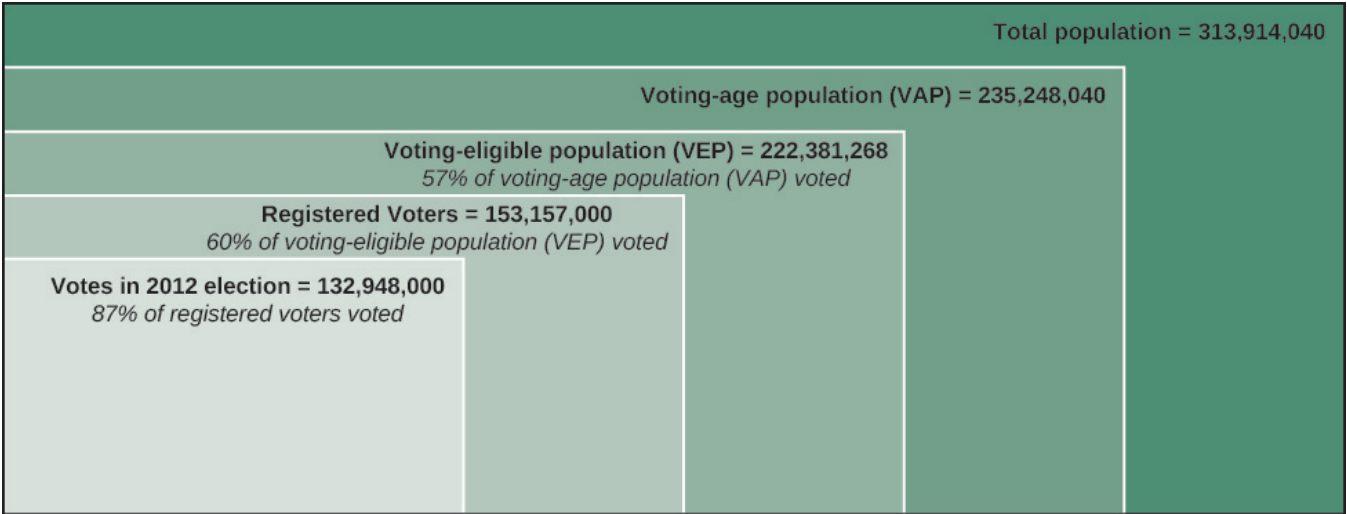 Total population = 313,914,040
Voting-age population (VAP) = 235,248,040
Voting-eligible population (VEP) = 222,381,268
57% of voting-age population (VAP) voted
Registered Voters = 153,157,000
60% of voting-eligible population (VEP) voted
Votes in 2012 election = 132,948,000
87% of registered voters voted